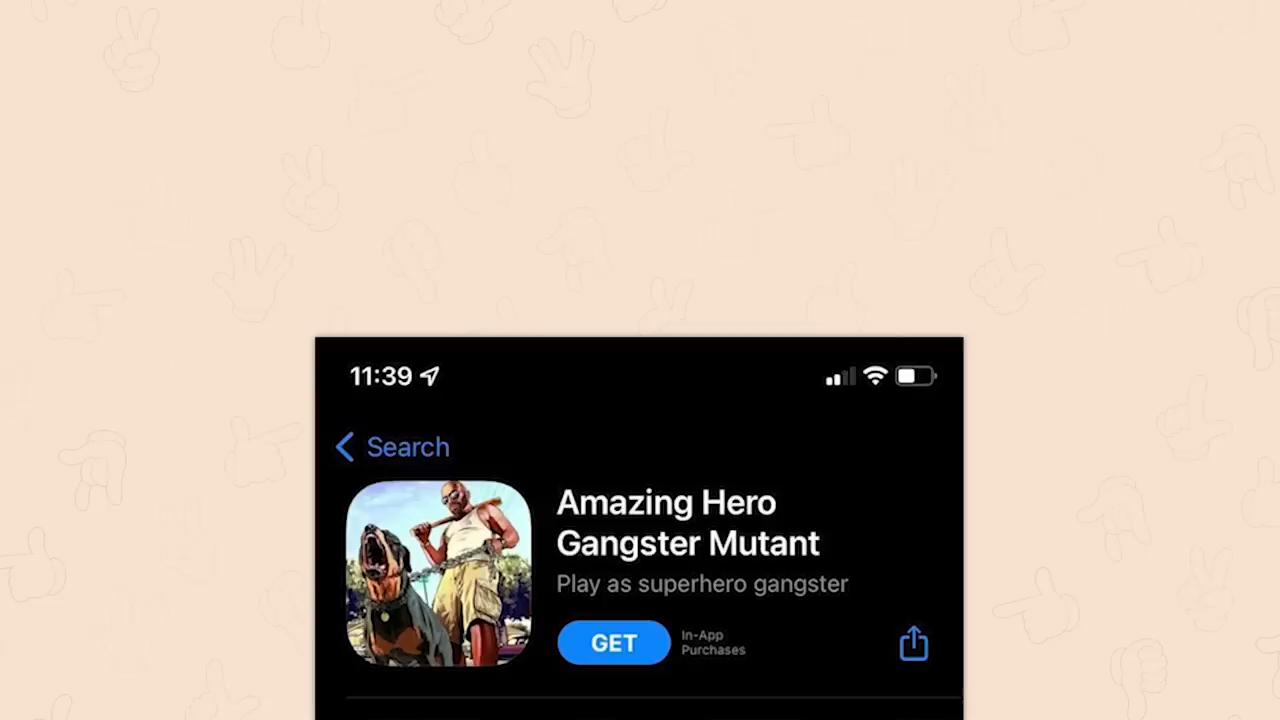 11:39
Search
Amazing Hero
Gangster Mutant
Play as superhero gangster
GET
In-App
Purchases